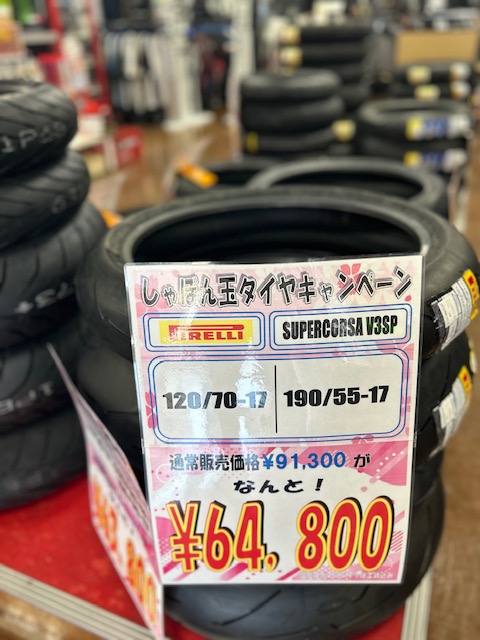 しゃぼん玉タイヤキャンペーン
PIRELLI
SUPERCORSA V3SP
120/70-17
190/55-17
通常販売価格¥91,300が
なんと!
¥64,800